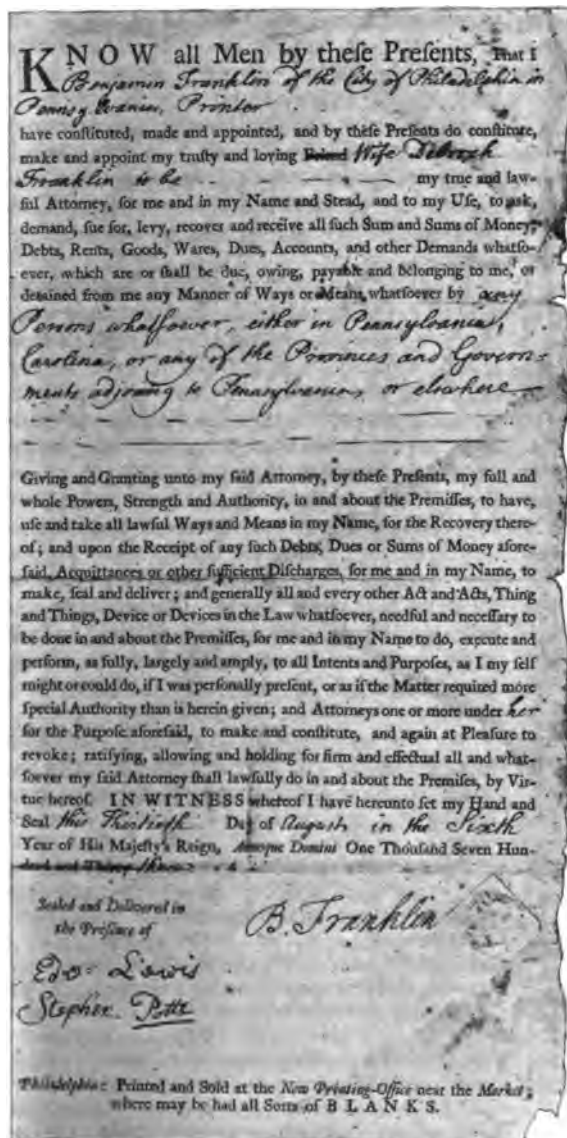 KNOW all Men by theſe Preſents, That I
Benjamin Franklin of the City of Philadelphia in
Pennsylvania, Printer
have conſtituted, made and appointed, and by theſe Preſents do conſtitute,
make and appoint my truſty and loving Friend Wife Deborah
Franklin to be my true and law-
ful Attorney, for me and in my Name and Stead, and to my Uſe, to aſk,
demand, ſue for, levy, recover and receive all ſuch Sum and Sums of Money,
Debts, Rents, Goods, Wares, Dues, Accounts, and other Demands whatſo-
ever, which are or ſhall be due, owing, payable and belonging to me, or
detained from me any Manner of Ways or Means whatſoever by any
Persons whatsoever, either in Pennsylvania,
Carolina, or any of the Provinces and Govern-
ments adjoining to Pennsylvania, or elsewhere
Giving and Granting unto my ſaid Attorney, by theſe Preſents, my full and
whole Powers, Strength and Authority, in and about the Premiſſes, to have,
uſe and take all lawful Ways and Means in my Name, for the Recovery there-
of; and upon the Receipt of any ſuch Debts, Dues or Sums of Money afore-
ſaid, Acquittances or other ſufficient Diſcharges, for me and in my Name, to
make, ſeal and deliver; and generally all and every other Act and Acts, Thing
and Things, Device or Devices in the Law whatſoever, needful and neceſſary to
be done in and about the Premiſſes, for me and in my Name to do, execute and
perform, as fully, largely and amply, to all Intents and Purpoſes, as I my ſelf
might or could do, if I was perſonally preſent, or as if the Matter required more
ſpecial Authority than is herein given; and Attorneys one or more under her
for the Purpoſe aforeſaid, to make and conſtitute, and again at Pleaſure to
revoke; ratifying, allowing and holding for firm and effectual all and what-
ſoever my ſaid Attorney ſhall lawfully do in and about the Premiſes, by Vir-
tue hereof. IN WITNESS whereof I have hereunto ſet my Hand and
Seal this Thirtieth Day of August in the Sixth
Year of His Majeſty's Reign, Annoque Domini One Thouſand Seven Hun-
dred and Thirty three
Sealed and Delivered in
the Preſence of
B. Franklin
Edw Lewis
Stephen Potts
Philadelphia: Printed and Sold at the New Printing-Office near the Market;
where may be had all Sorts of BLANKS.